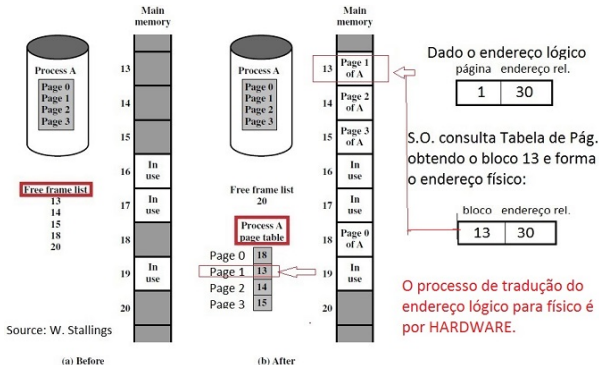 Main
memory
Process A
Page 0
Page 1
Page 2
Page 3
Free frame list
13
14
15
18
20
13
14
15
16
In
use
17
In
use
18
19
In
use
20
Source: W. Stallings
(a) Before
Main
memory
Process A
Page 0
Page 1
Page 2
Page 3
Free frame list
20
Process A
page table
Page 0 18
Page 1 13
Page 2 14
Page 3 15
13
Page 1
of A
14
Page 2
of A
15
Page 3
of A
16
In
use
17
In
use
18
Page 0
of A
19
In
use
20
(b) After
Dado o endereço lógico
página endereço rel.
1 30
S.O. consulta Tabela de Pág.
obtendo o bloco 13 e forma
o endereço físico:
bloco endereço rel.
13 30
O processo de tradução do
endereço lógico para físico é
por HARDWARE.